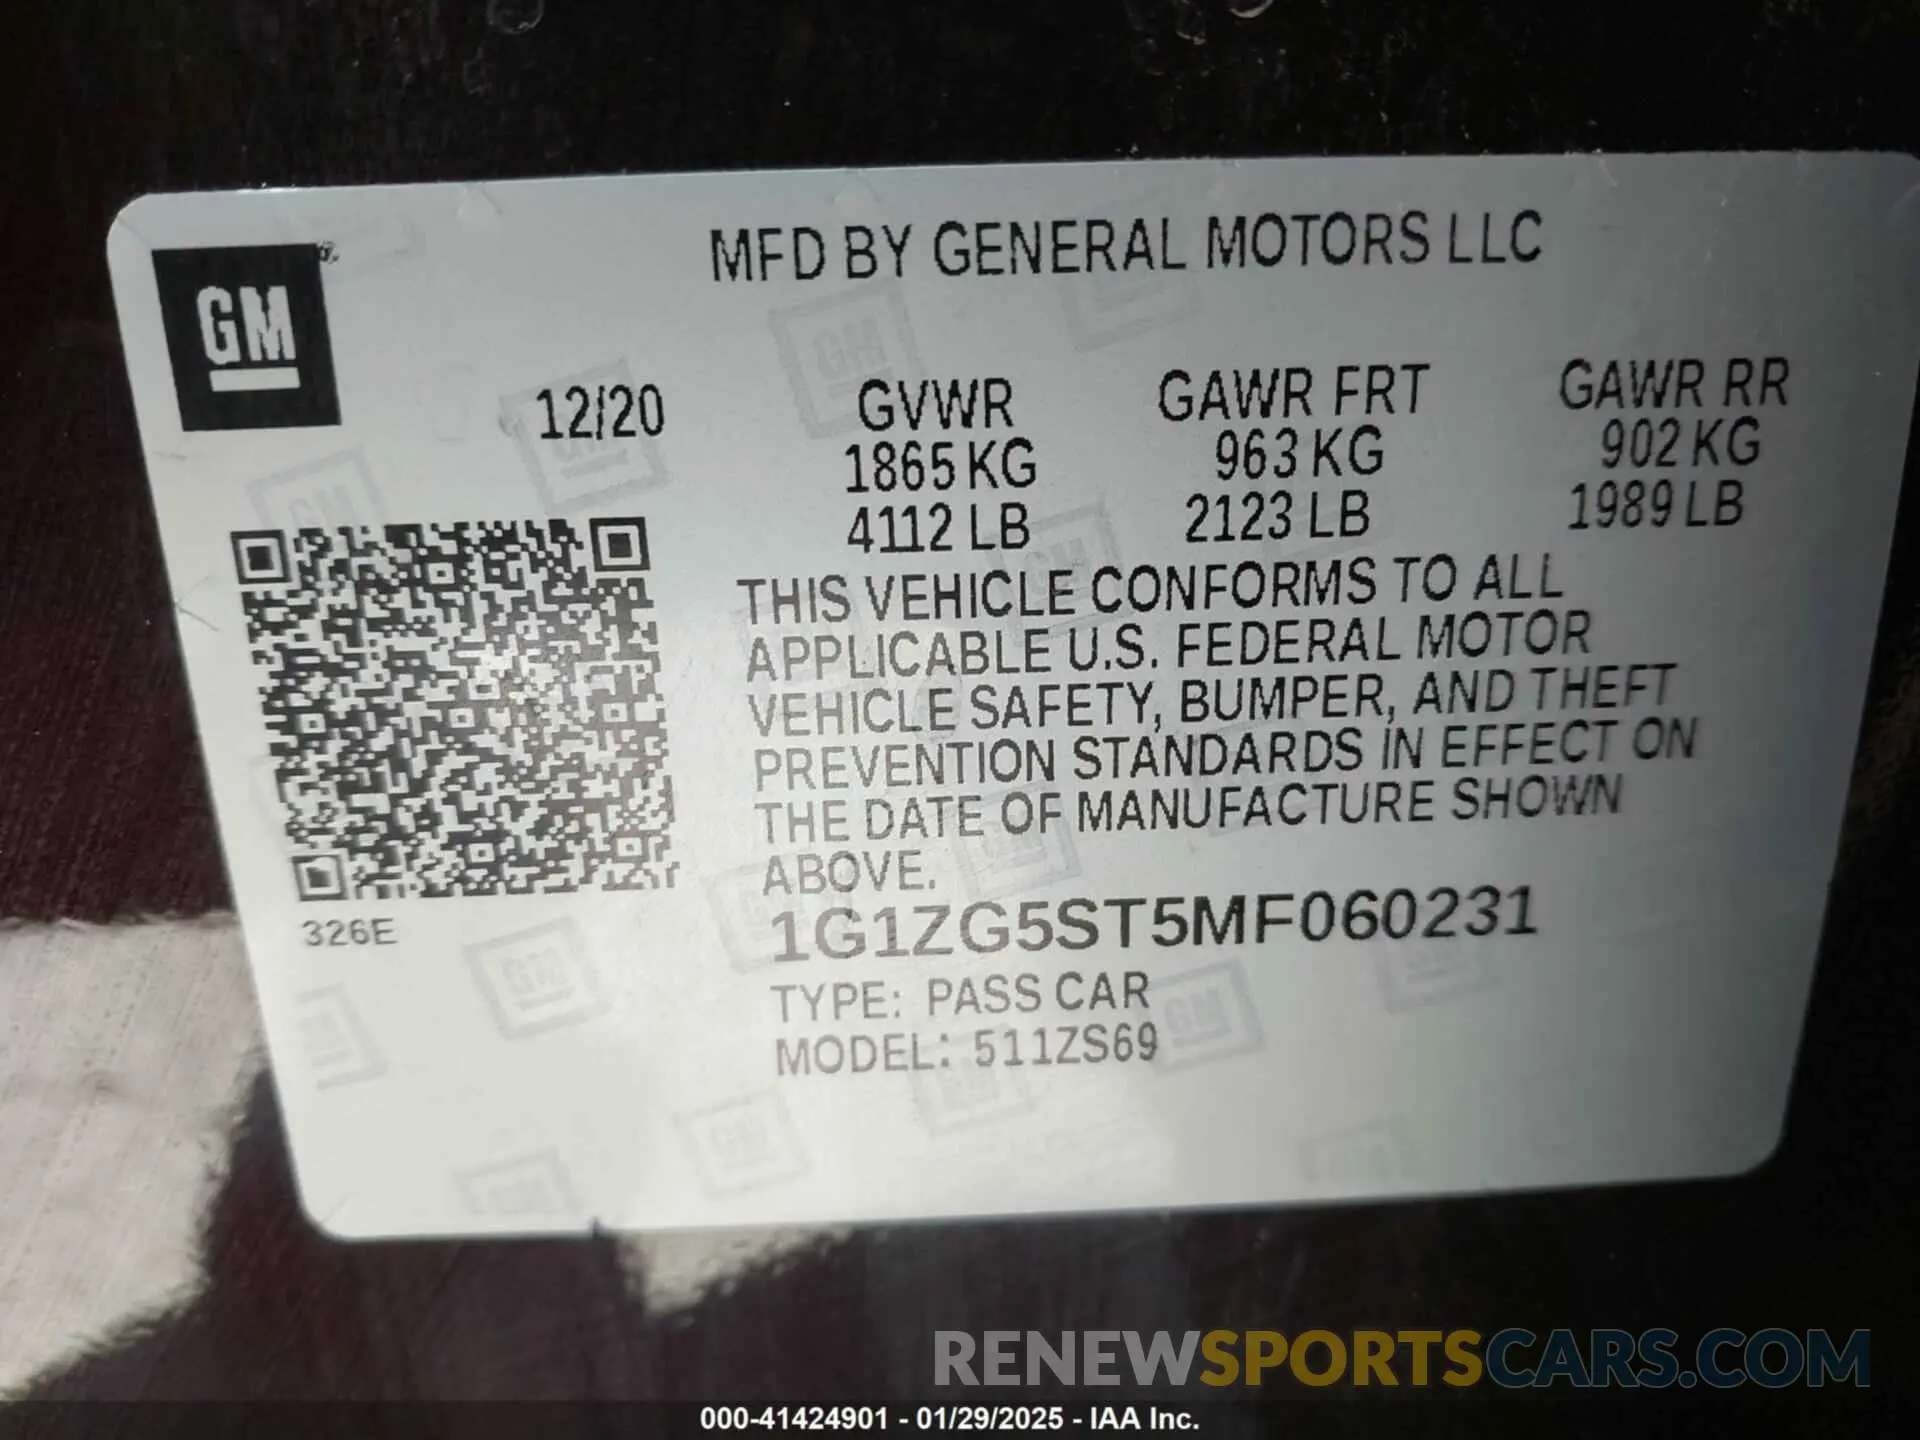 MFD BY GENERAL MOTORS LLC
GM
12/20
GVWR GAWR FRT GAWR RR
1865 KG 963 KG 902 KG
4112 LB 2123 LB 1989 LB
THIS VEHICLE CONFORMS TO ALL
APPLICABLE U.S. FEDERAL MOTOR
VEHICLE SAFETY, BUMPER, AND THEFT
PREVENTION STANDARDS IN EFFECT ON
THE DATE OF MANUFACTURE SHOWN
ABOVE.
326E
1G1ZG5ST5MF060231
TYPE: PASS CAR
MODEL: 511ZS69
RENEWSPORTSCARS.COM
000-41424901 - 01/29/2025 - IAA Inc.